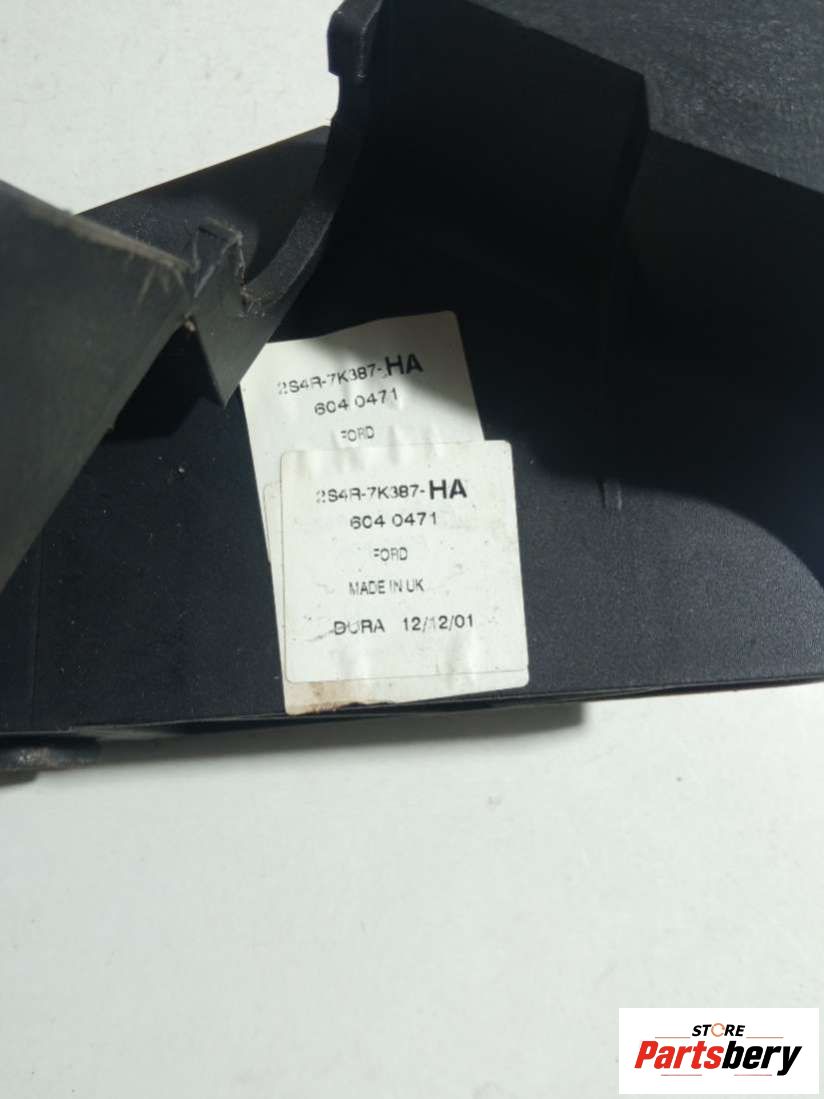 2S4R-7K387-HA
604 0471
FORD
2S4R-7K387-HA
604 0471
FORD
MADE IN UK
DURA 12/12/01
STORE
Partsbery